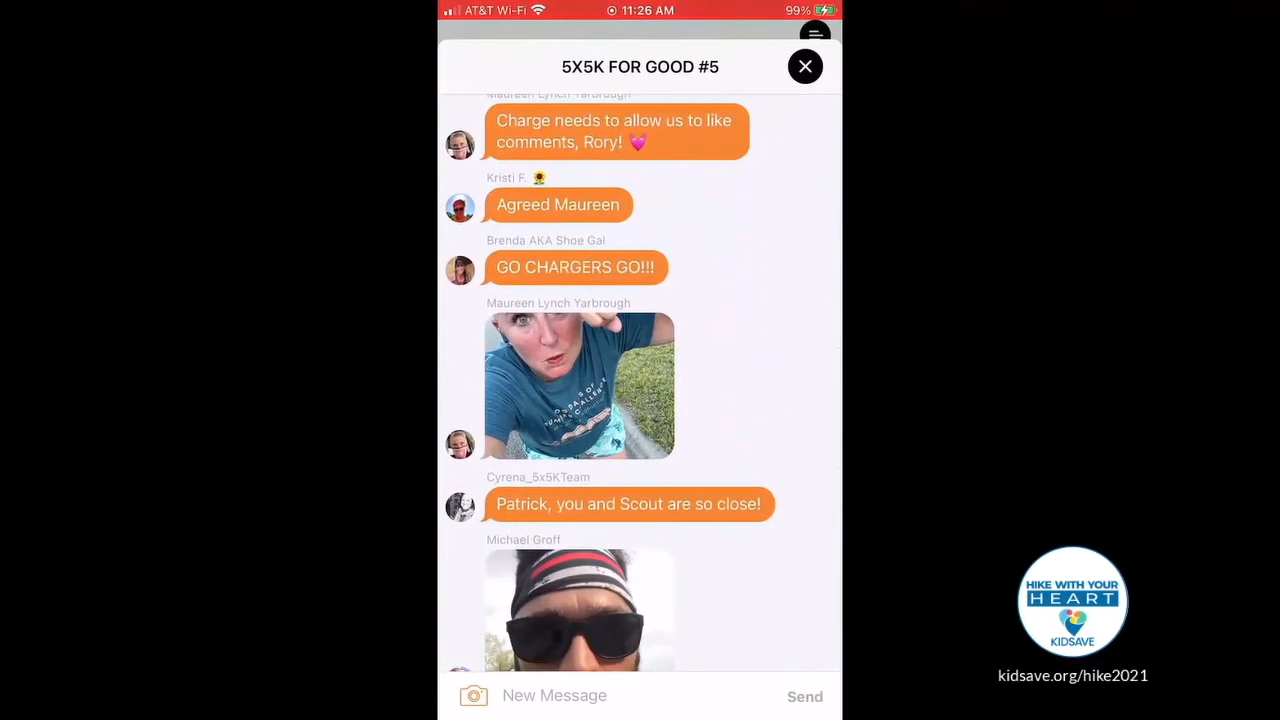 AT&T Wi-Fi 11:26 AM 99%
5X5K FOR GOOD #5
Maureen Lynch Yarbrough
Charge needs to allow us to like
comments, Rory! 💓
Kristi F. 🌻
Agreed Maureen
Brenda AKA Shoe Gal
GO CHARGERS GO!!!
Maureen Lynch Yarbrough
Cyrena_5x5KTeam
Patrick, you and Scout are so close!
Michael Groff
New Message
Send
HIKE WITH YOUR
HEART
KIDSAVE
kidsave.org/hike2021